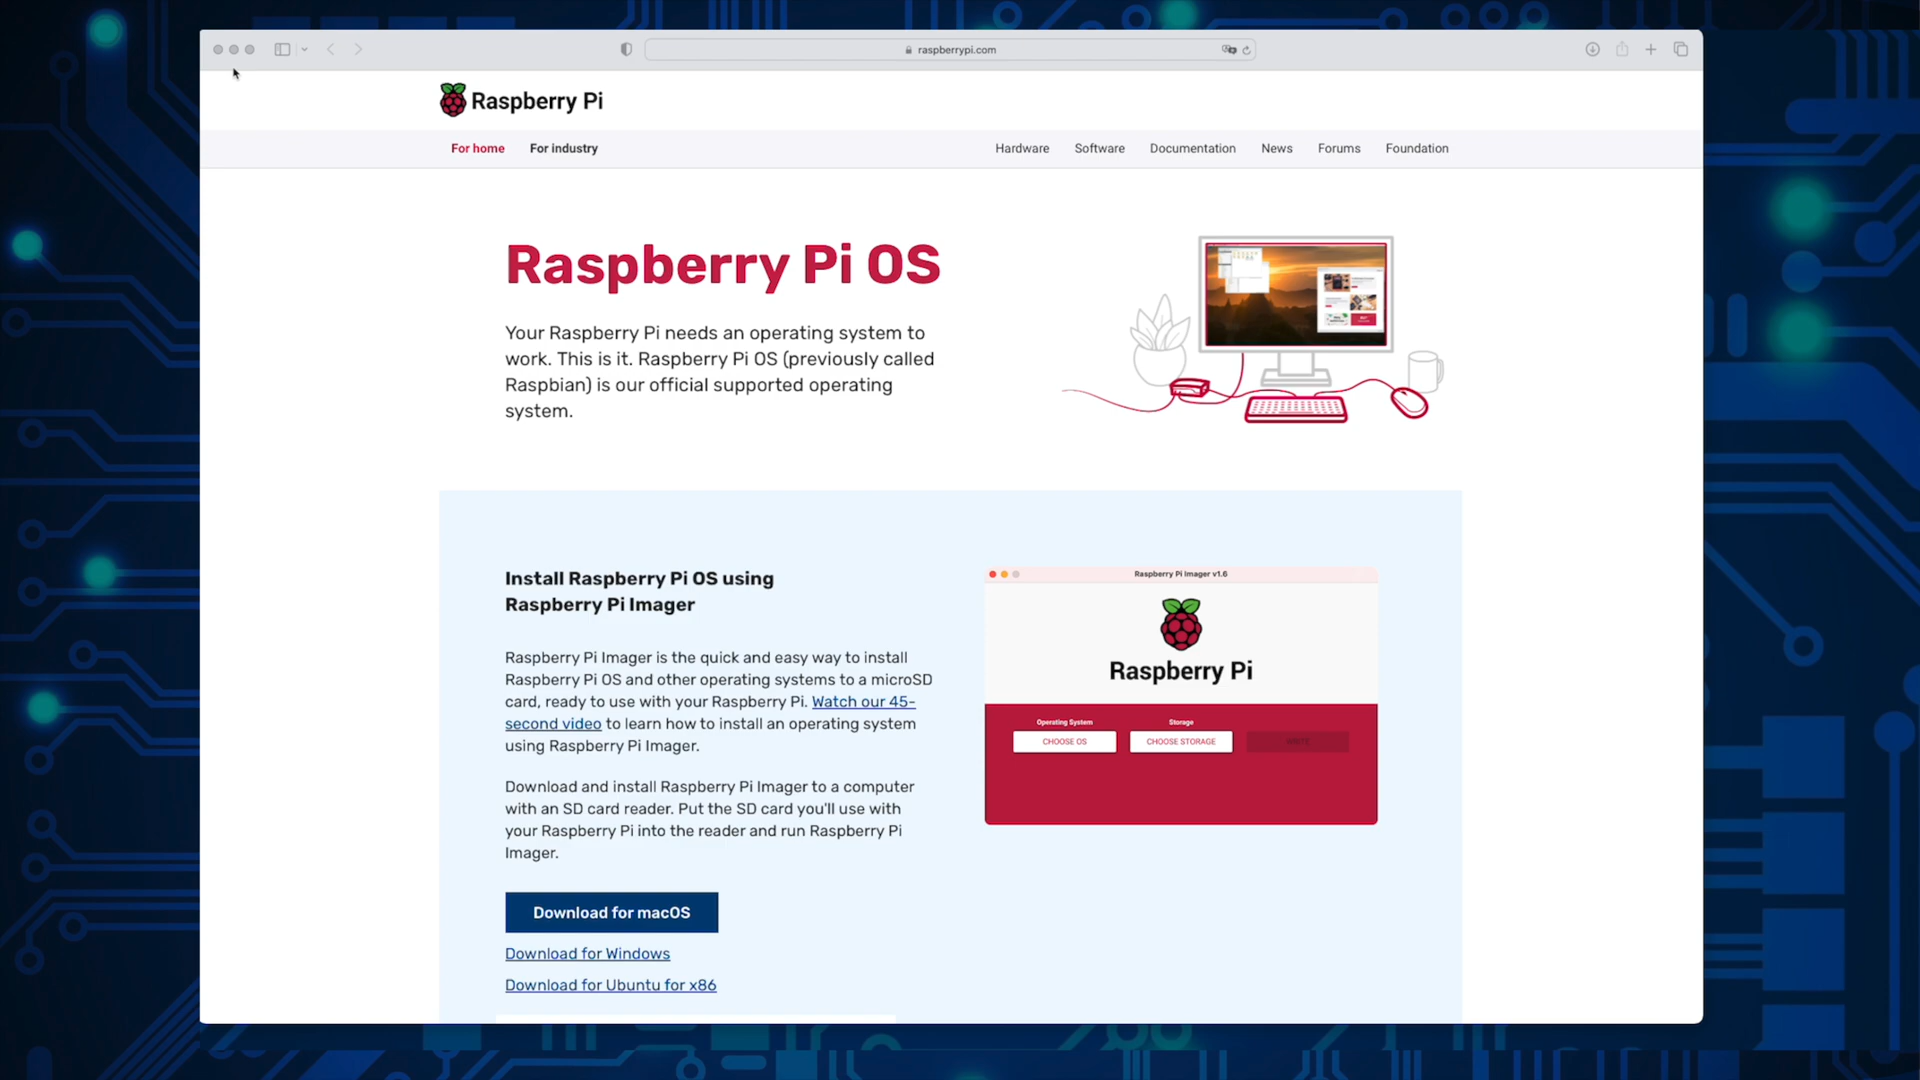 raspberrypi.com
Raspberry Pi
For home
For industry
Hardware
Software
Documentation
News
Forums
Foundation
Raspberry Pi OS
Your Raspberry Pi needs an operating system to
work. This is it. Raspberry Pi OS (previously called
Raspbian) is our official supported operating
system.
Install Raspberry Pi OS using
Raspberry Pi Imager
Raspberry Pi Imager is the quick and easy way to install
Raspberry Pi OS and other operating systems to a microSD
card, ready to use with your Raspberry Pi. Watch our 45-
second video to learn how to install an operating system
using Raspberry Pi Imager.
Download and install Raspberry Pi Imager to a computer
with an SD card reader. Put the SD card you'll use with
your Raspberry Pi into the reader and run Raspberry Pi
Imager.
Download for macOS
Download for Windows
Download for Ubuntu for x86
Raspberry Pi Imager v1.6
Raspberry Pi
Operating System
Storage
CHOOSE OS
CHOOSE STORAGE
WRITE